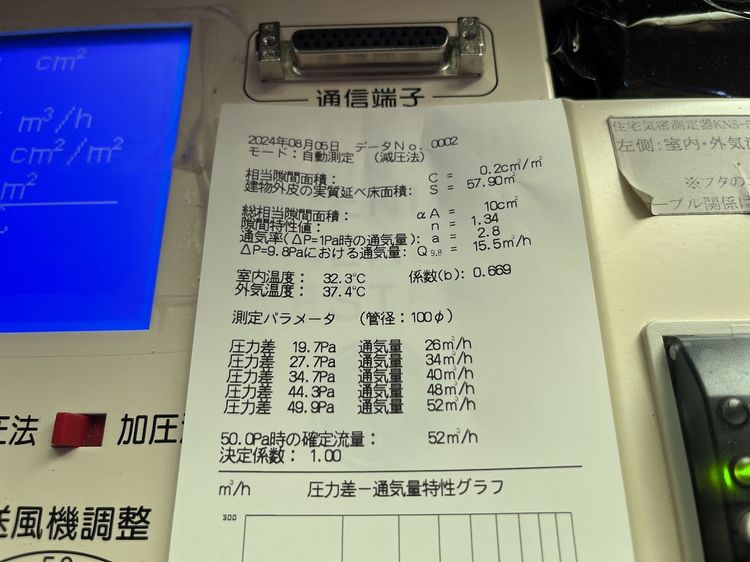 cm²
m³/h
cm²/m²
m²
通信端子
住宅気密測定器KNS-5
左側：室内・外気
※フタの
ーブル関係は
2024年08月05日 データNo. 0002
モード：自動測定 （減圧法）
相当隙間面積： C = 0.2c㎡/㎡
建物外皮の実質延べ床面積： S = 57.90㎡
総相当隙間面積： αA = 10c㎡
隙間特性値： n = 1.34
通気率(ΔP=1Pa時の通気量)： a = 2.8
ΔP=9.8Paにおける通気量： Q9.8 = 15.5㎥/h
室内温度： 32.3℃ 係数(b)： 0.669
外気温度： 37.4℃
測定パラメータ （管径：100φ）
圧力差 19.7Pa 通気量 26㎥/h
圧力差 27.7Pa 通気量 34㎥/h
圧力差 34.7Pa 通気量 40㎥/h
圧力差 44.3Pa 通気量 48㎥/h
圧力差 49.9Pa 通気量 52㎥/h
50.0Pa時の確定流量： 52㎥/h
決定係数： 1.00
㎥/h 圧力差－通気量特性グラフ
300
圧法 加圧
送風機調整
50